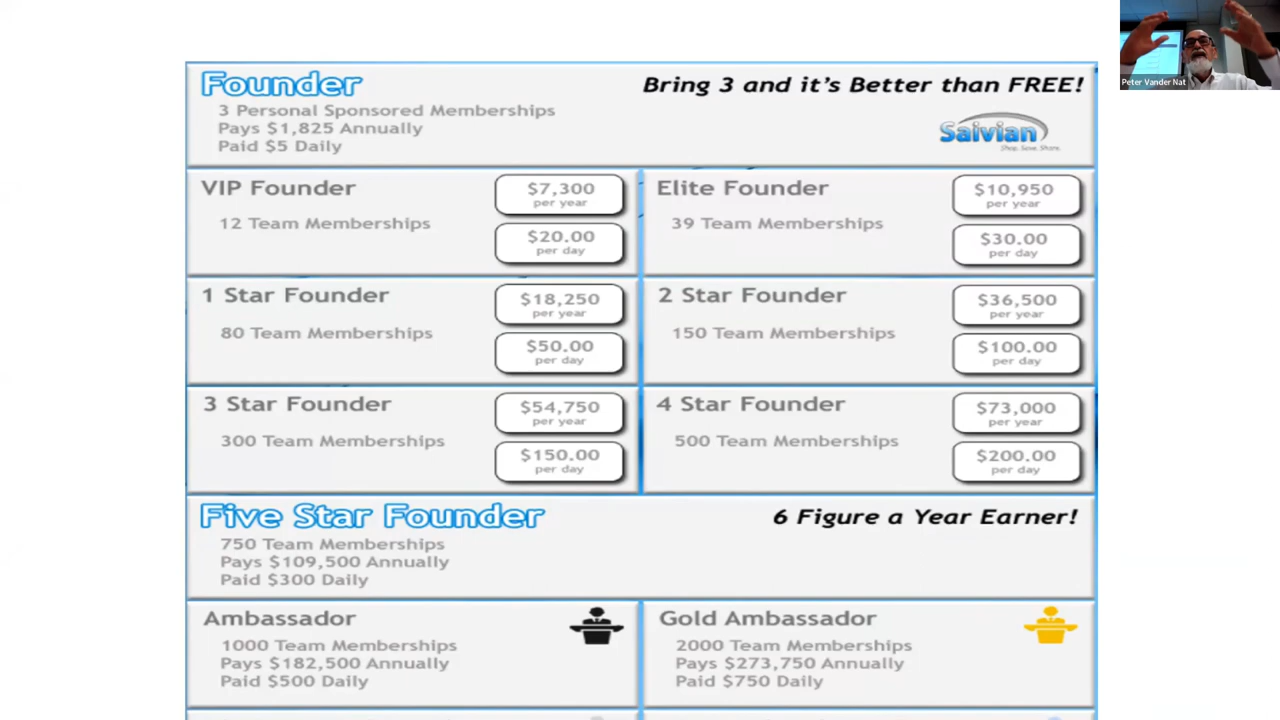 Peter Vander Nat
Founder
Bring 3 and it's Better than FREE!
3 Personal Sponsored Memberships
Pays $1,825 Annually
Paid $5 Daily
Saivian
Shop. Save. Share.
VIP Founder
12 Team Memberships
$7,300
per year
$20.00
per day
Elite Founder
39 Team Memberships
$10,950
per year
$30.00
per day
1 Star Founder
80 Team Memberships
$18,250
per year
$50.00
per day
2 Star Founder
150 Team Memberships
$36,500
per year
$100.00
per day
3 Star Founder
300 Team Memberships
$54,750
per year
$150.00
per day
4 Star Founder
500 Team Memberships
$73,000
per year
$200.00
per day
Five Star Founder
6 Figure a Year Earner!
750 Team Memberships
Pays $109,500 Annually
Paid $300 Daily
Ambassador
1000 Team Memberships
Pays $182,500 Annually
Paid $500 Daily
Gold Ambassador
2000 Team Memberships
Pays $273,750 Annually
Paid $750 Daily